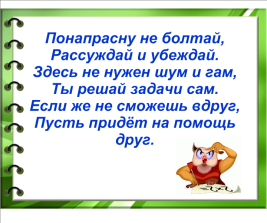 Понапрасну не болтай,
Рассуждай и убеждай.
Здесь не нужен шум и гам,
Ты решай задачи сам.
Если же не сможешь вдруг,
Пусть придёт на помощь
друг.